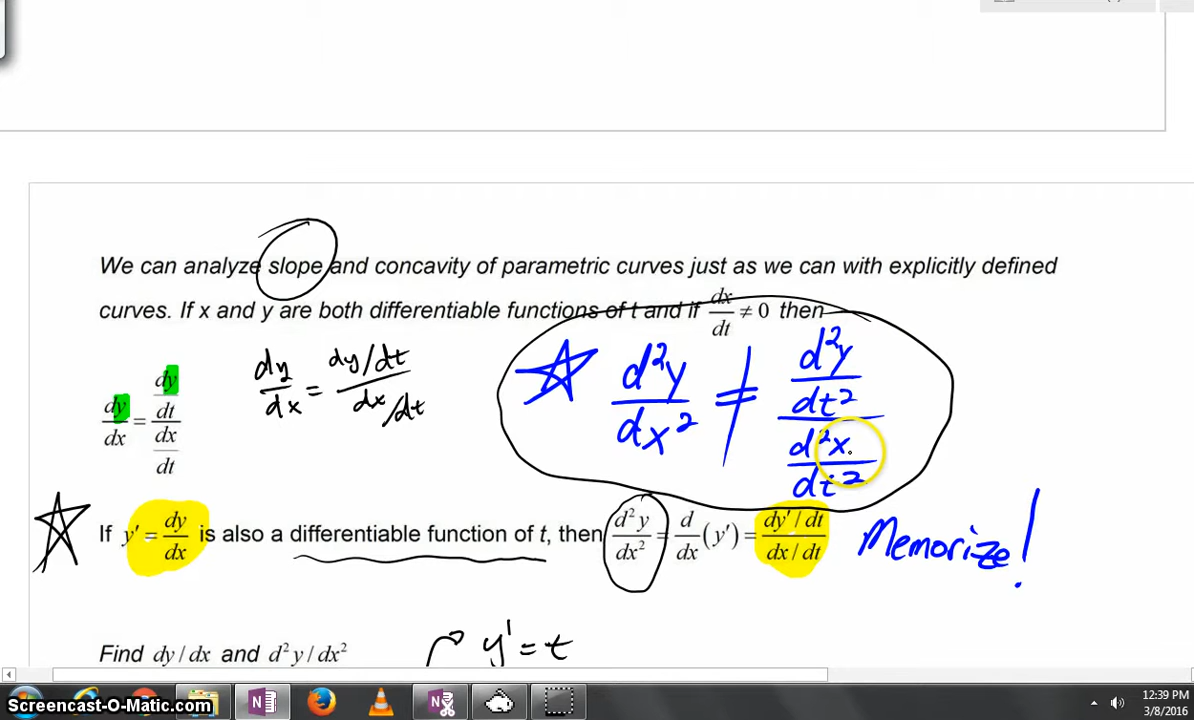 We can analyze slope and concavity of parametric curves just as we can with explicitly defined
curves. If x and y are both differentiable functions of t and if dx/dt ≠ 0 then
dy/dx = (dy/dt)/(dx/dt)
dy/dx = (dy/dt)/(dx/dt)
d²y/dx² ≠ (d²y/dt²)/(d²x/dt²)
If y′ = dy/dx is also a differentiable function of t, then d²y/dx² = d/dx (y′) = (dy′/dt)/(dx/dt)
Memorize!
Find dy/dx and d²y/dx²
y' = t
Screencast-O-Matic.com
12:39 PM
3/8/2016